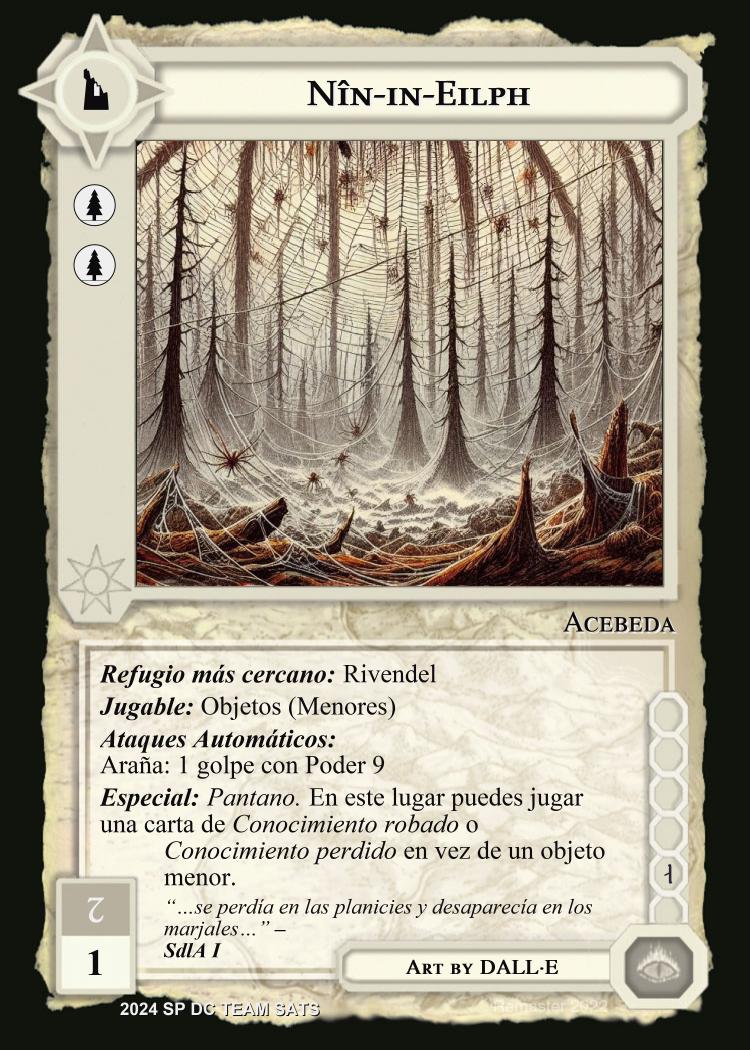 Nîn-in-Eilph
Acebeda
Refugio más cercano: Rivendel
Jugable: Objetos (Menores)
Ataques Automáticos:
Araña: 1 golpe con Poder 9
Especial: Pantano. En este lugar puedes jugar
una carta de Conocimiento robado o
Conocimiento perdido en vez de un objeto
menor.
“…se perdía en las planicies y desaparecía en los
marjales…” –
SdlA I
2
1
Art by DALL·E
2024 SP DC TEAM SATS